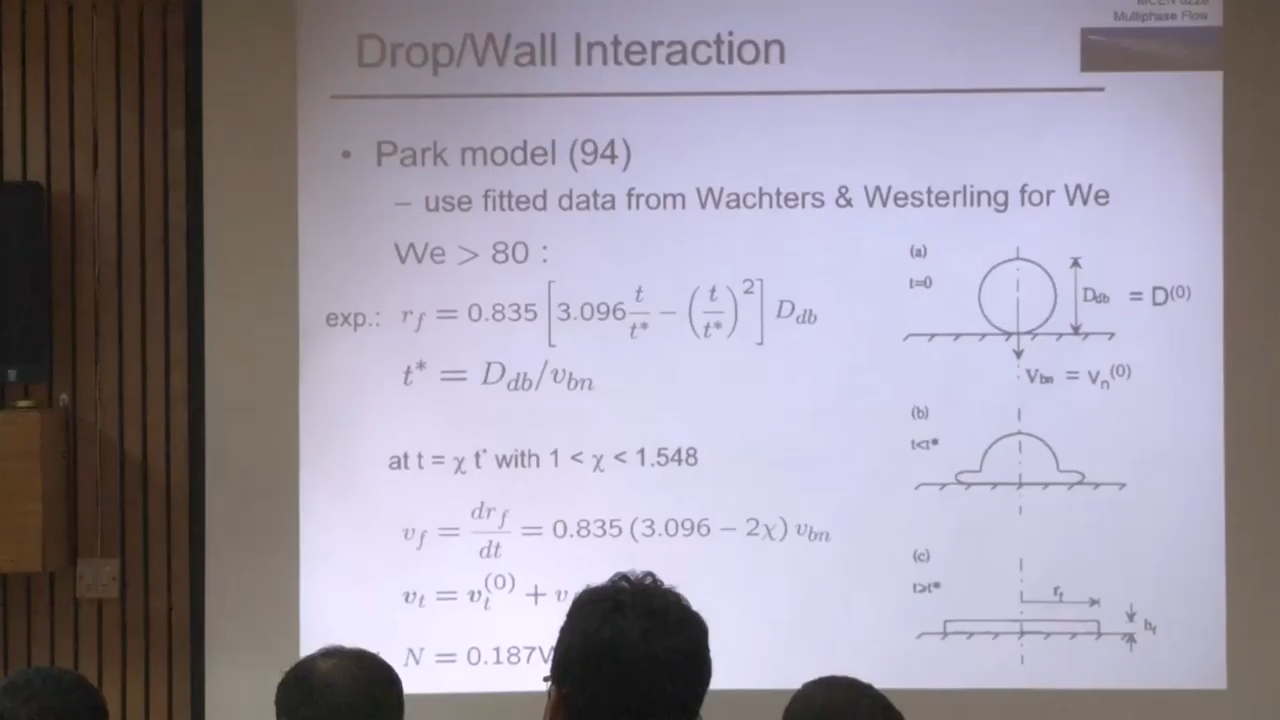 Multiphase Flow
Drop/Wall Interaction
• Park model (94)
– use fitted data from Wachters & Westerling for We
We > 80 :
exp.: r_f = 0.835 [3.096 t/t* − (t/t*)²] D_db
t* = D_db/v_bn
at t = χ t* with 1 < χ < 1.548
v_f = dr_f/dt = 0.835 (3.096 − 2χ) v_bn
v_t = v_t^(0) + v
N = 0.187
(a)
t=0
D_db = D^(0)
V_bn = v_n^(0)
(b)
t<t*
(c)
t>t*
r_f
h_f